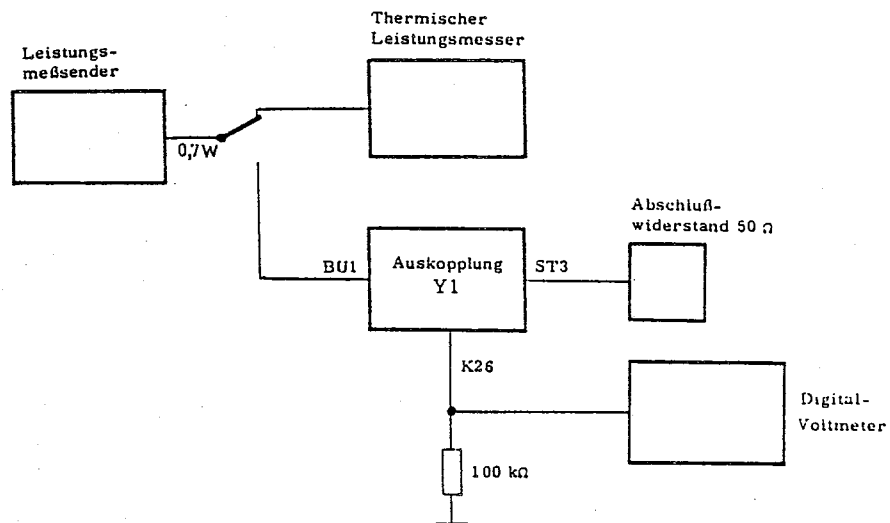 Thermischer
Leistungsmesser
Leistungs-
meßsender
0,7W
Abschluß-
widerstand 50 Ω
BU1
Auskopplung
Y1
ST3
K26
Digital-
Voltmeter
100 kΩ